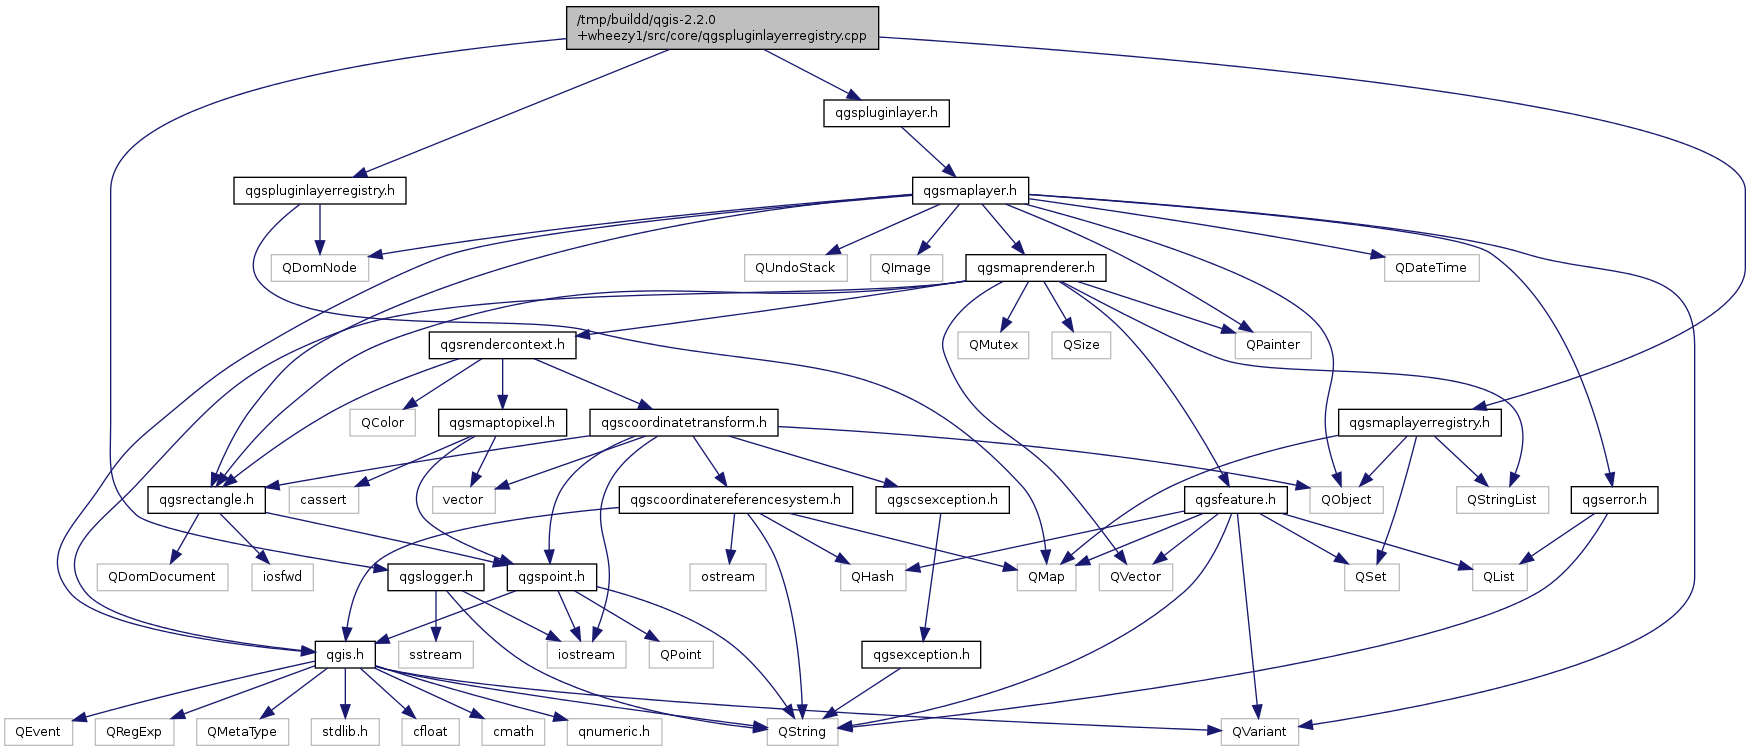 /tmp/buildd/qgis-2.2.0
+wheezy1/src/core/qgspluginlayerregistry.cpp
qgspluginlayer.h
qgspluginlayerregistry.h
qgsmaplayer.h
QDomNode
QUndoStack
QImage
qgsmaprenderer.h
QDateTime
qgsrendercontext.h
QMutex
QSize
QPainter
QColor
qgsmaptopixel.h
qgscoordinatetransform.h
qgsmaplayerregistry.h
qgsrectangle.h
cassert
vector
qgscoordinatereferencesystem.h
qgscsexception.h
qgsfeature.h
QObject
QStringList
qgserror.h
QDomDocument
iosfwd
qgslogger.h
qgspoint.h
ostream
QHash
QMap
QVector
QSet
QList
qgis.h
sstream
iostream
QPoint
qgsexception.h
QEvent
QRegExp
QMetaType
stdlib.h
cfloat
cmath
qnumeric.h
QString
QVariant